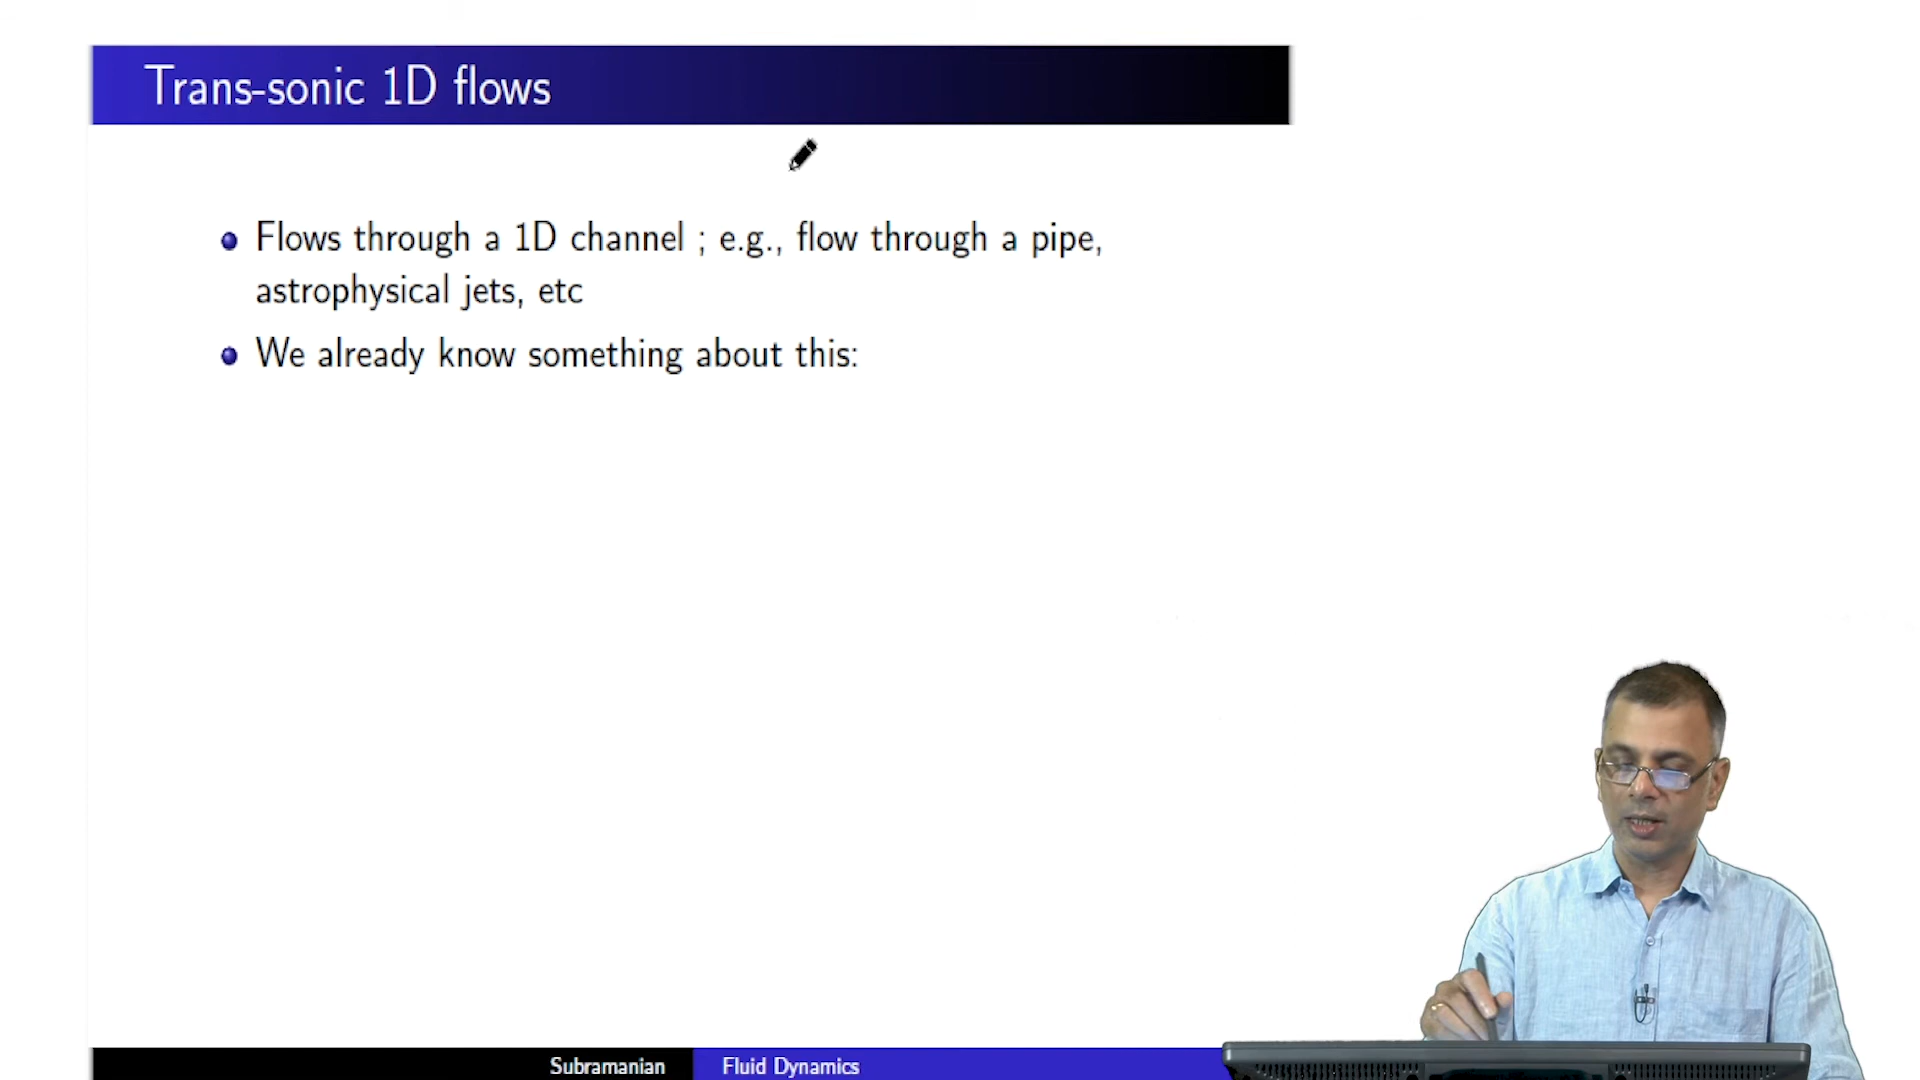 Trans-sonic 1D flows
Flows through a 1D channel ; e.g., flow through a pipe,
astrophysical jets, etc
We already know something about this:
Subramanian Fluid Dynamics